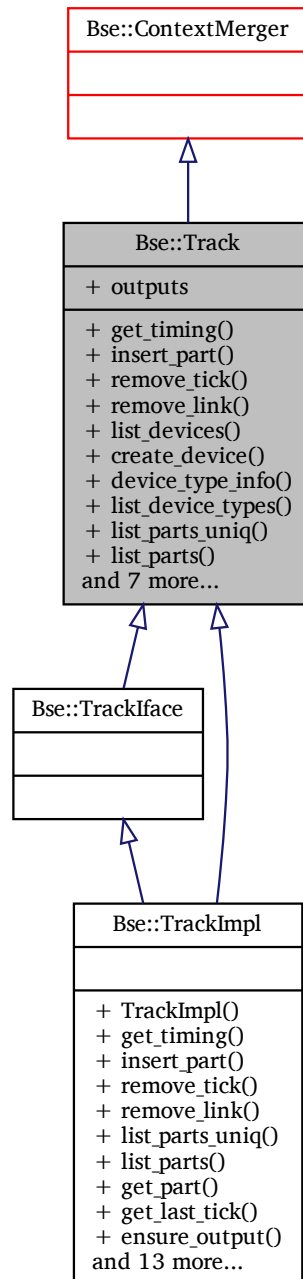 Bse::ContextMerger
Bse::Track
+ outputs
+ get_timing()
+ insert_part()
+ remove_tick()
+ remove_link()
+ list_devices()
+ create_device()
+ device_type_info()
+ list_device_types()
+ list_parts_uniq()
+ list_parts()
and 7 more...
Bse::TrackIface
Bse::TrackImpl
+ TrackImpl()
+ get_timing()
+ insert_part()
+ remove_tick()
+ remove_link()
+ list_parts_uniq()
+ list_parts()
+ get_part()
+ get_last_tick()
+ ensure_output()
and 13 more...